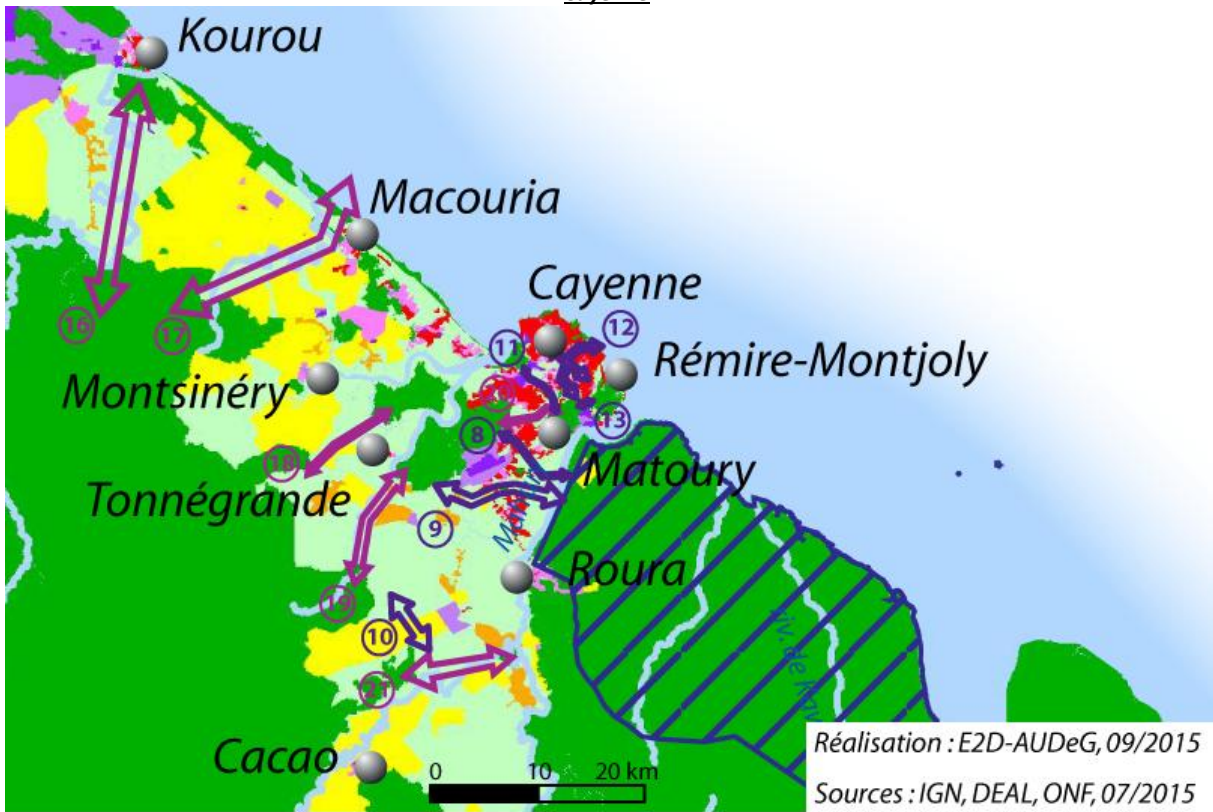 Kourou
Macouria
Cayenne
16
17
11
12
Rémire-Montjoly
Montsinéry
13
8
18
Matoury
Tonnégrande
9
Roura
19
10
21
Cacao
0 10 20 km
Réalisation : E2D-AUDeG, 09/2015
Sources : IGN, DEAL, ONF, 07/2015